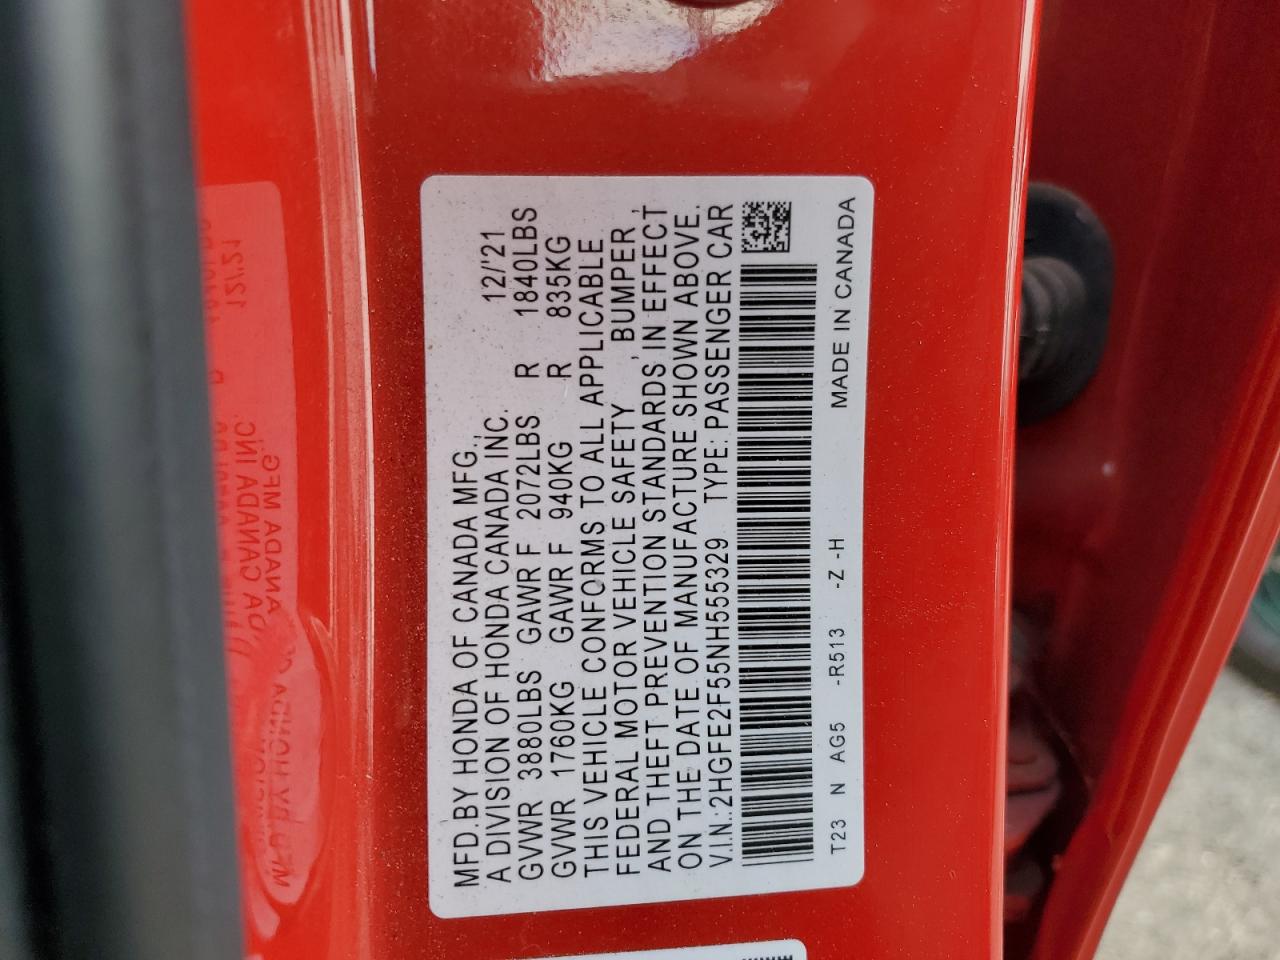 MFD.BY HONDA OF CANADA MFG.,
A DIVISION OF HONDA CANADA INC. 12/'21
GVWR 3880LBS GAWR F 2072LBS R 1840LBS
GVWR 1760KG GAWR F 940KG R 835KG
THIS VEHICLE CONFORMS TO ALL APPLICABLE
FEDERAL MOTOR VEHICLE SAFETY , BUMPER ,
AND THEFT PREVENTION STANDARDS, IN EFFECT
ON THE DATE OF MANUFACTURE SHOWN ABOVE.
V.I.N.:2HGFE2F55NH555329 TYPE: PASSENGER CAR
T23 N AG5 -R513 -Z -H MADE IN CANADA